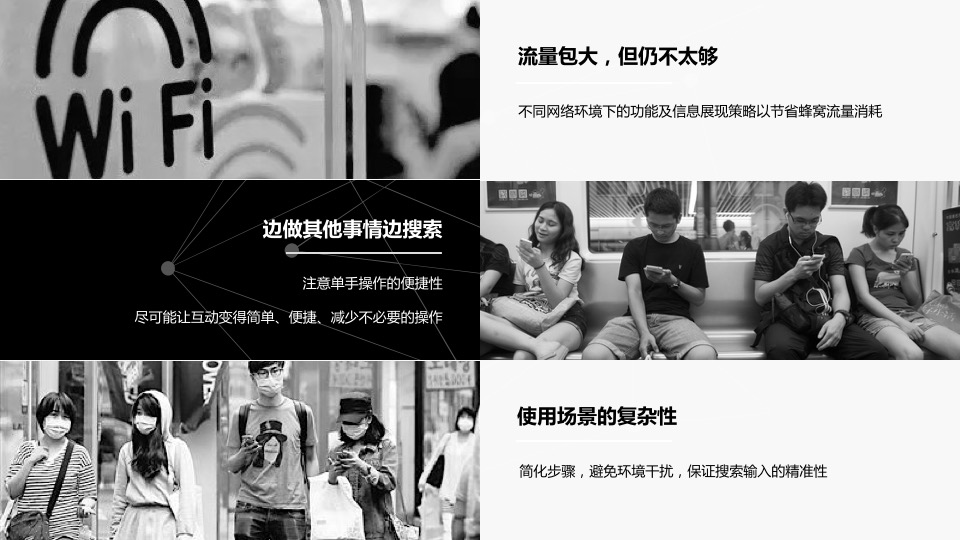 WiFi
流量包大，但仍不太够
不同网络环境下的功能及信息展现策略以节省蜂窝流量消耗
边做其他事情边搜索
注意单手操作的便捷性
尽可能让互动变得简单、便捷、减少不必要的操作
使用场景的复杂性
简化步骤，避免环境干扰，保证搜索输入的精准性